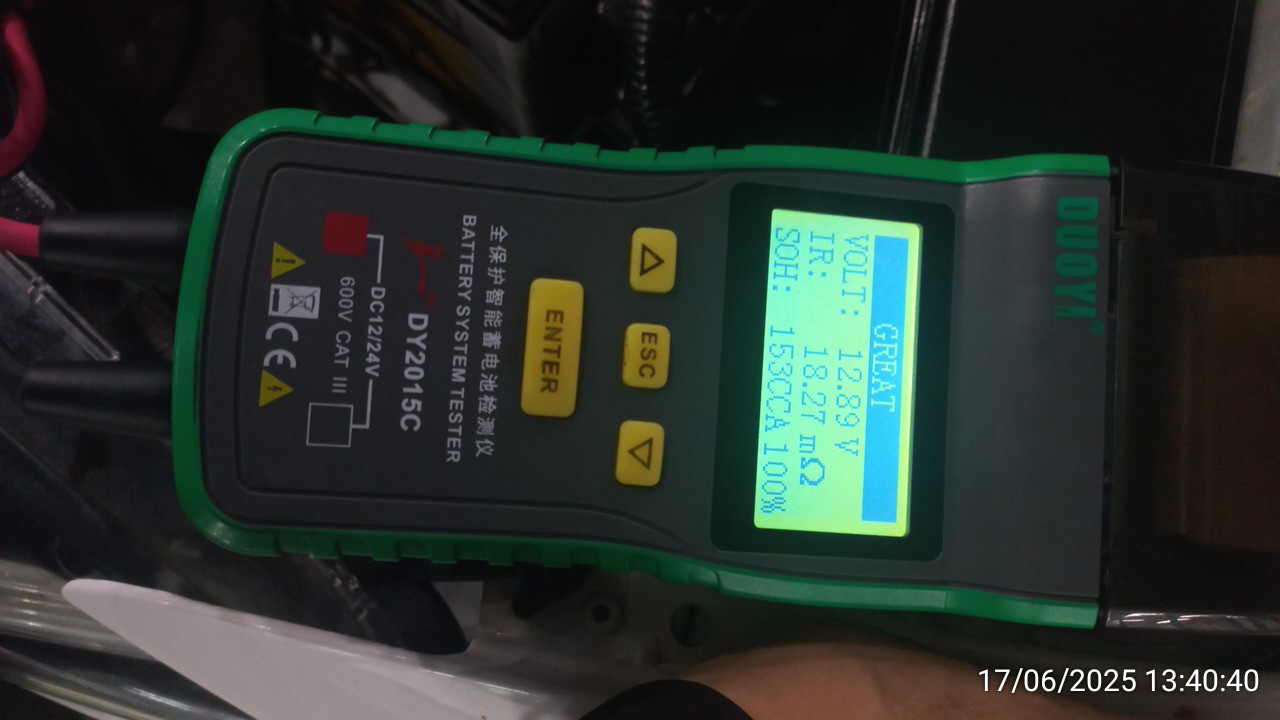 DUOYI®
GREAT
VOLT: 12.89 V
IR: 18.27 mΩ
SOH: 153CCA 100%
ESC
ENTER
全保护智能蓄电池检测仪
BATTERY SYSTEM TESTER
DY2015C
DC12/24V
600V CAT III
CE
17/06/2025 13:40:40